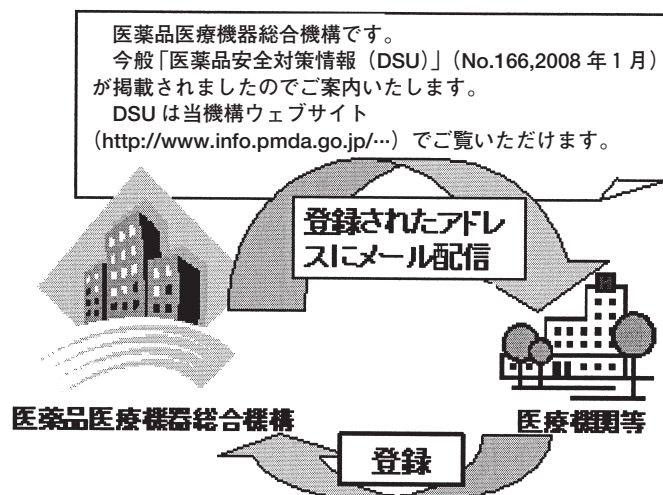 医薬品医療機器総合機構です。
今般「医薬品安全対策情報（DSU）」（No.166,2008 年 1 月）
が掲載されましたのでご案内いたします。
DSU は当機構ウェブサイト
（http://www.info.pmda.go.jp/…）でご覧いただけます。
登録されたアドレ
スにメール配信
H
医薬品医療機器総合機構
医療機関等
登録